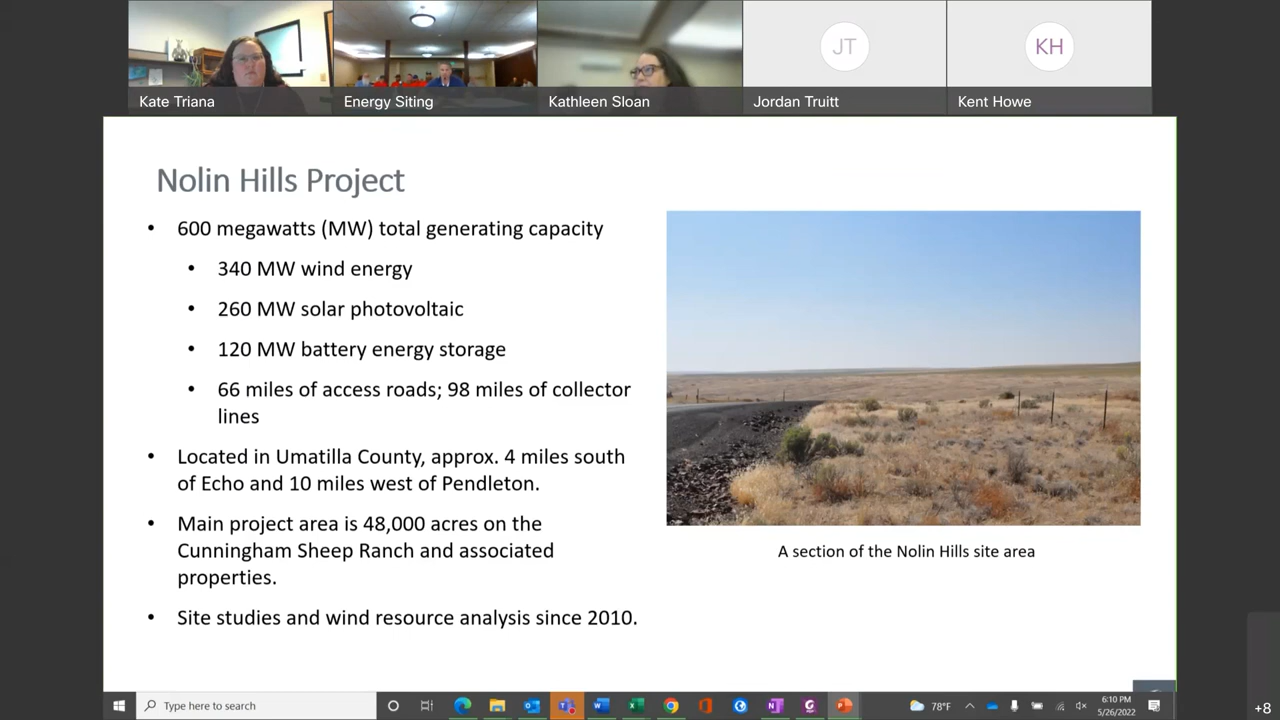 JT
KH
Kate Triana
Energy Siting
Kathleen Sloan
Jordan Truitt
Kent Howe
Nolin Hills Project
• 600 megawatts (MW) total generating capacity
• 340 MW wind energy
• 260 MW solar photovoltaic
• 120 MW battery energy storage
• 66 miles of access roads; 98 miles of collector
lines
• Located in Umatilla County, approx. 4 miles south
of Echo and 10 miles west of Pendleton.
• Main project area is 48,000 acres on the
Cunningham Sheep Ranch and associated
properties.
• Site studies and wind resource analysis since 2010.
A section of the Nolin Hills site area
Type here to search
78°F
6:10 PM
5/26/2022
+8